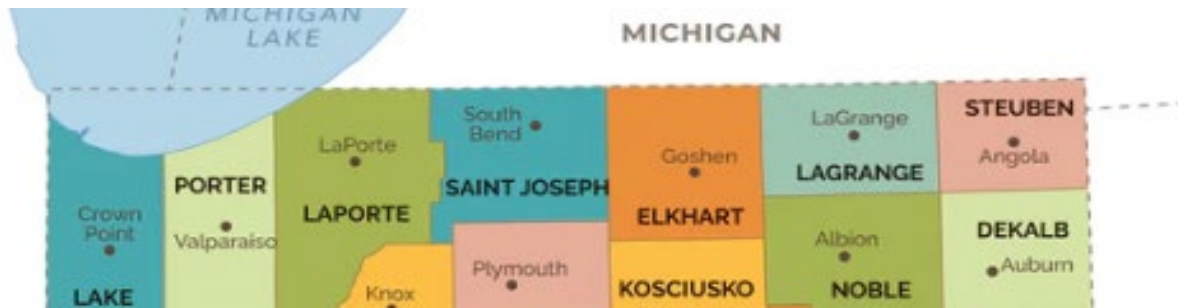 MICHIGAN
LAKE
MICHIGAN
STEUBEN
Angola
LaGrange
LAGRANGE
South
Bend
SAINT JOSEPH
Goshen
ELKHART
LaPorte
LAPORTE
PORTER
Valparaiso
Crown
Point
LAKE
DEKALB
Auburn
Albion
NOBLE
KOSCIUSKO
Plymouth
Knox